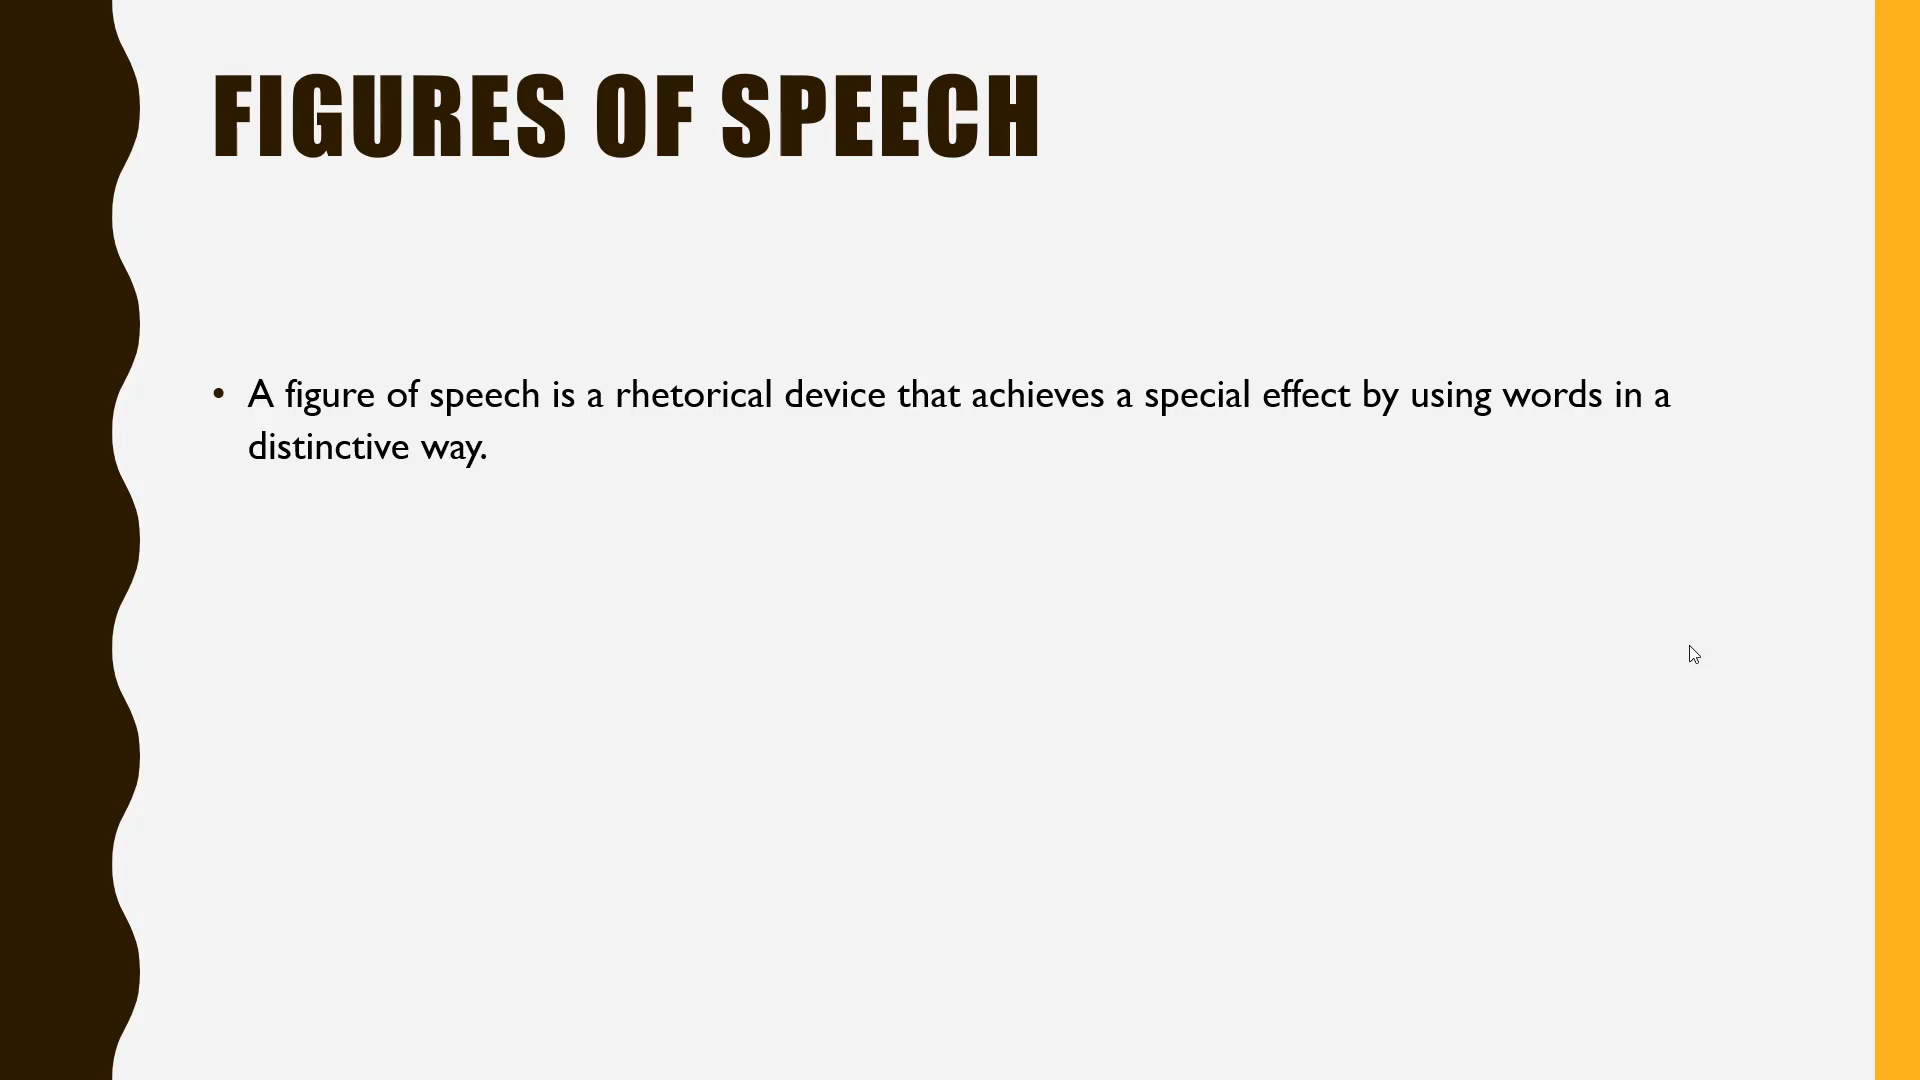 FIGURES OF SPEECH
• A figure of speech is a rhetorical device that achieves a special effect by using words in a
distinctive way.